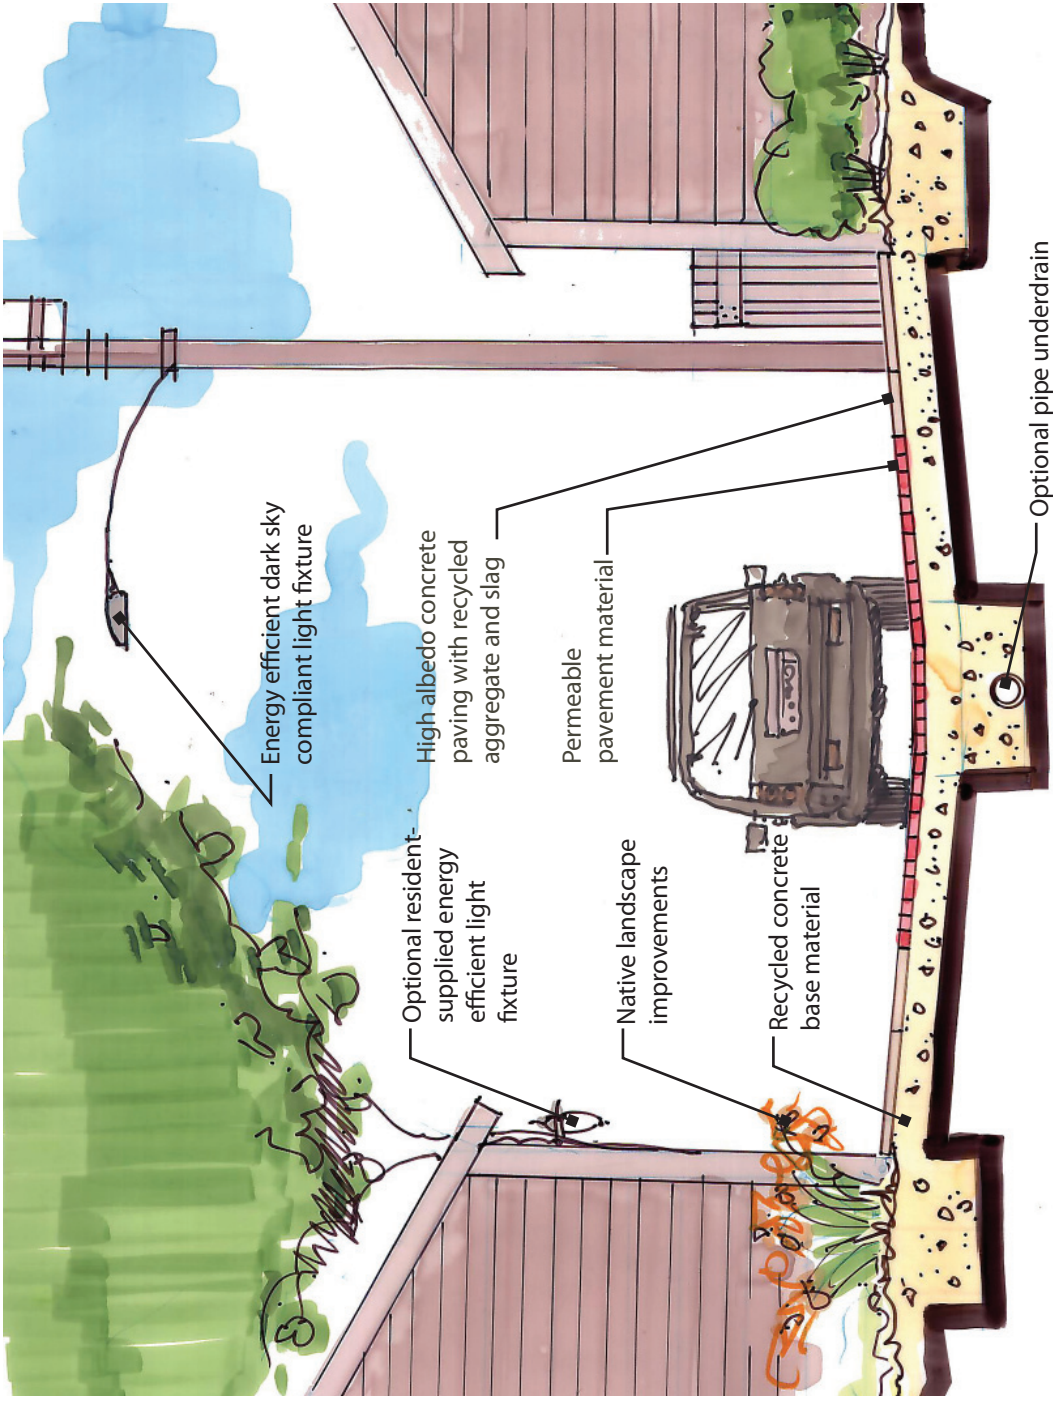 Energy efficient dark sky
compliant light fixture
Optional resident-
supplied energy
efficient light
fixture
High albedo concrete
paving with recycled
aggregate and slag
Permeable
pavement material
Native landscape
improvements
Recycled concrete
base material
Optional pipe underdrain